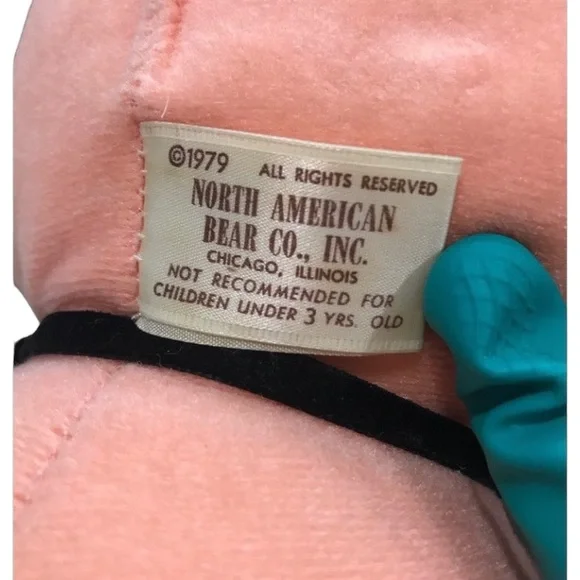 ©1979 ALL RIGHTS RESERVED
NORTH AMERICAN
BEAR CO., INC.
CHICAGO, ILLINOIS
NOT RECOMMENDED FOR
CHILDREN UNDER 3 YRS. OLD